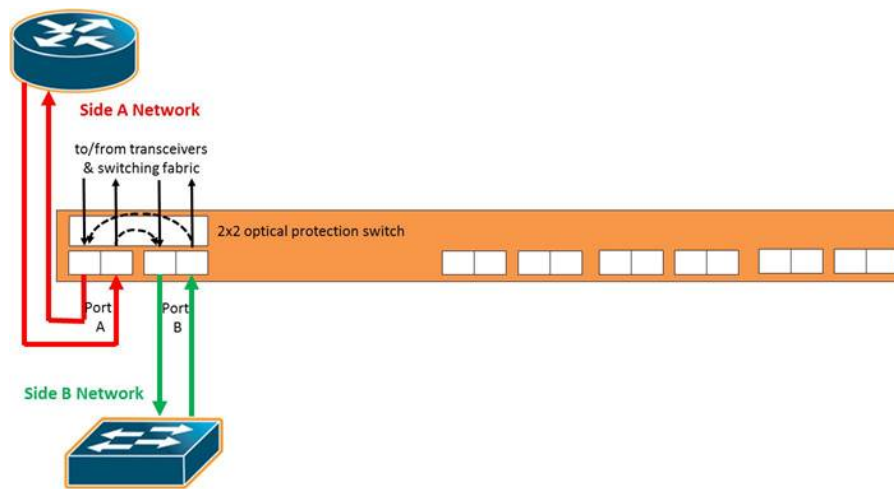 Side A Network
to/from transceivers
& switching fabric
2x2 optical protection switch
Port
A
Port
B
Side B Network